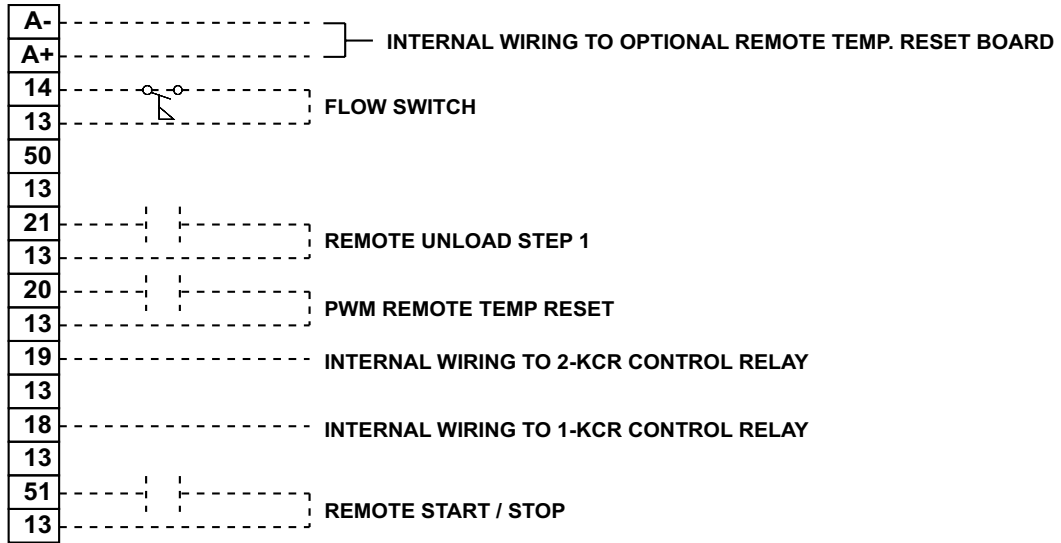 A-
A+ INTERNAL WIRING TO OPTIONAL REMOTE TEMP. RESET BOARD
14
13 FLOW SWITCH
50
13
21
13 REMOTE UNLOAD STEP 1
20
13 PWM REMOTE TEMP RESET
19 INTERNAL WIRING TO 2-KCR CONTROL RELAY
13
18 INTERNAL WIRING TO 1-KCR CONTROL RELAY
13
51
13 REMOTE START / STOP